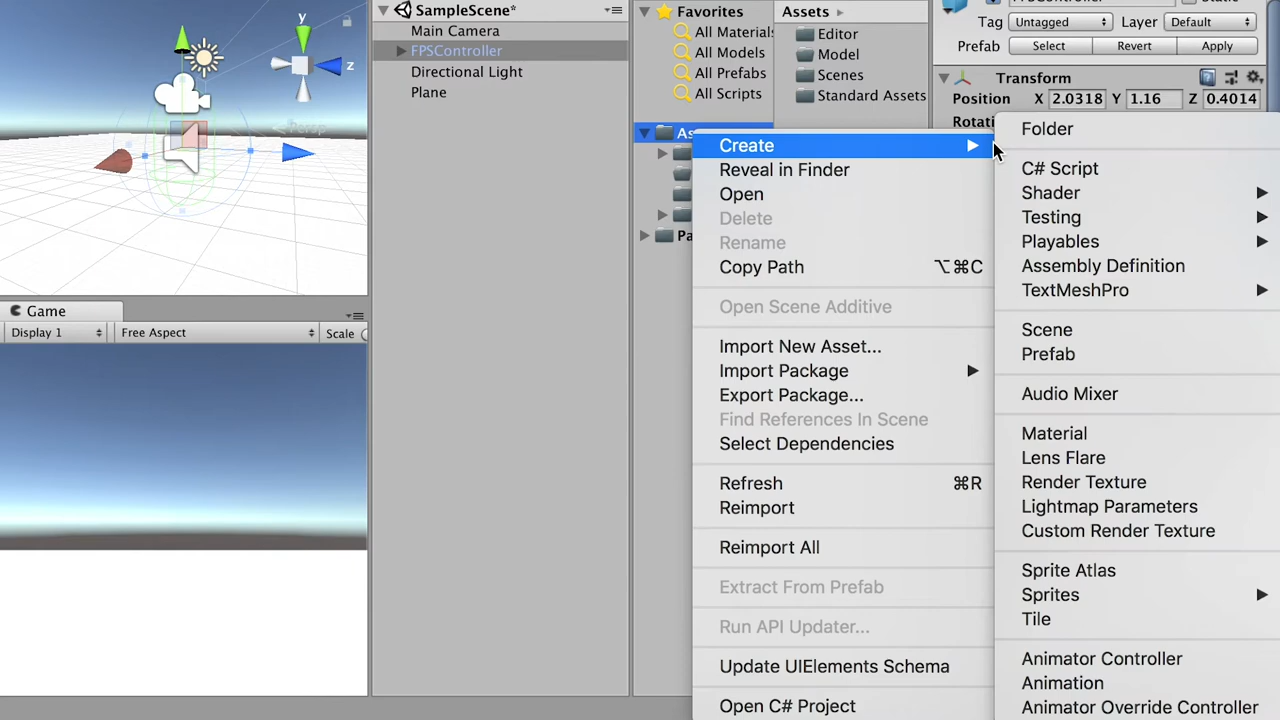 y
z
Persp
Game
Display 1
Free Aspect
Scale
SampleScene*
Main Camera
FPSController
Directional Light
Plane
Favorites
All Materials
All Models
All Prefabs
All Scripts
As
Pa
Assets
Editor
Model
Scenes
Standard Assets
Create
Reveal in Finder
Open
Delete
Rename
Copy Path ⌥⌘C
Open Scene Additive
Import New Asset...
Import Package
Export Package...
Find References In Scene
Select Dependencies
Refresh ⌘R
Reimport
Reimport All
Extract From Prefab
Run API Updater...
Update UIElements Schema
Open C# Project
Tag Untagged Layer Default
Prefab Select Revert Apply
Transform
Position X 2.0318 Y 1.16 Z 0.4014
Rotati
Folder
C# Script
Shader
Testing
Playables
Assembly Definition
TextMeshPro
Scene
Prefab
Audio Mixer
Material
Lens Flare
Render Texture
Lightmap Parameters
Custom Render Texture
Sprite Atlas
Sprites
Tile
Animator Controller
Animation
Animator Override Controller